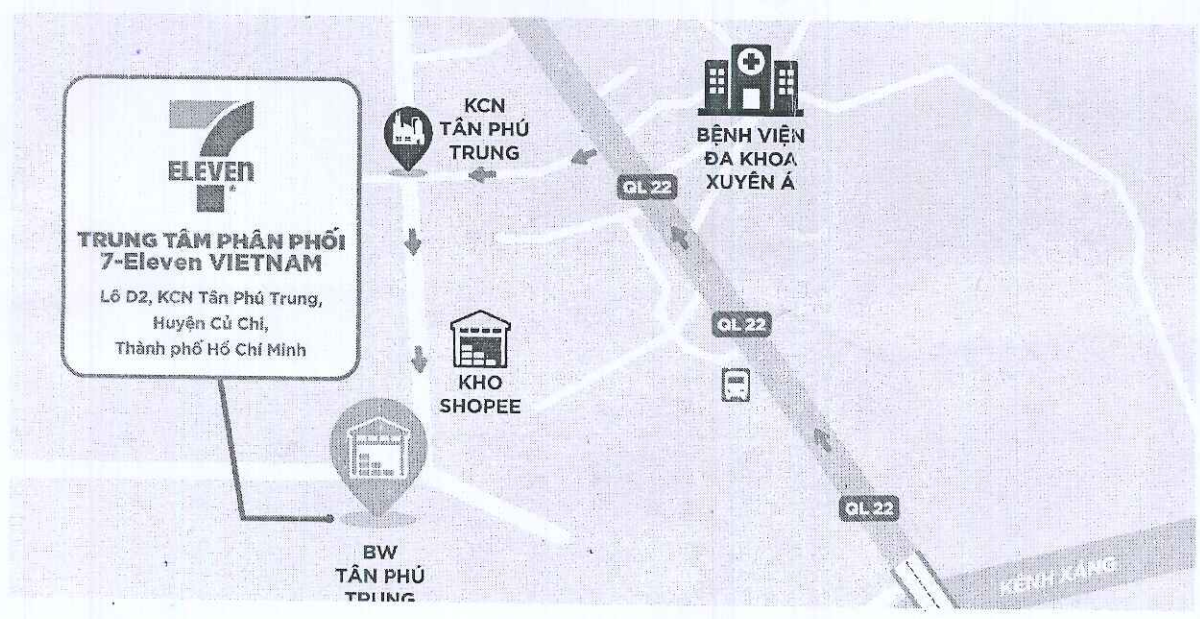 7
ELEVEN
®
TRUNG TÂM PHÂN PHỐI
7-Eleven VIETNAM
Lô D2, KCN Tân Phú Trung,
Huyện Củ Chi,
Thành phố Hồ Chí Minh
KCN
TÂN PHÚ
TRUNG
BỆNH VIỆN
ĐA KHOA
XUYÊN Á
QL 22
QL 22
KHO
SHOPEE
QL 22
BW
TÂN PHÚ
TRUNG
KÊNH XÁNG